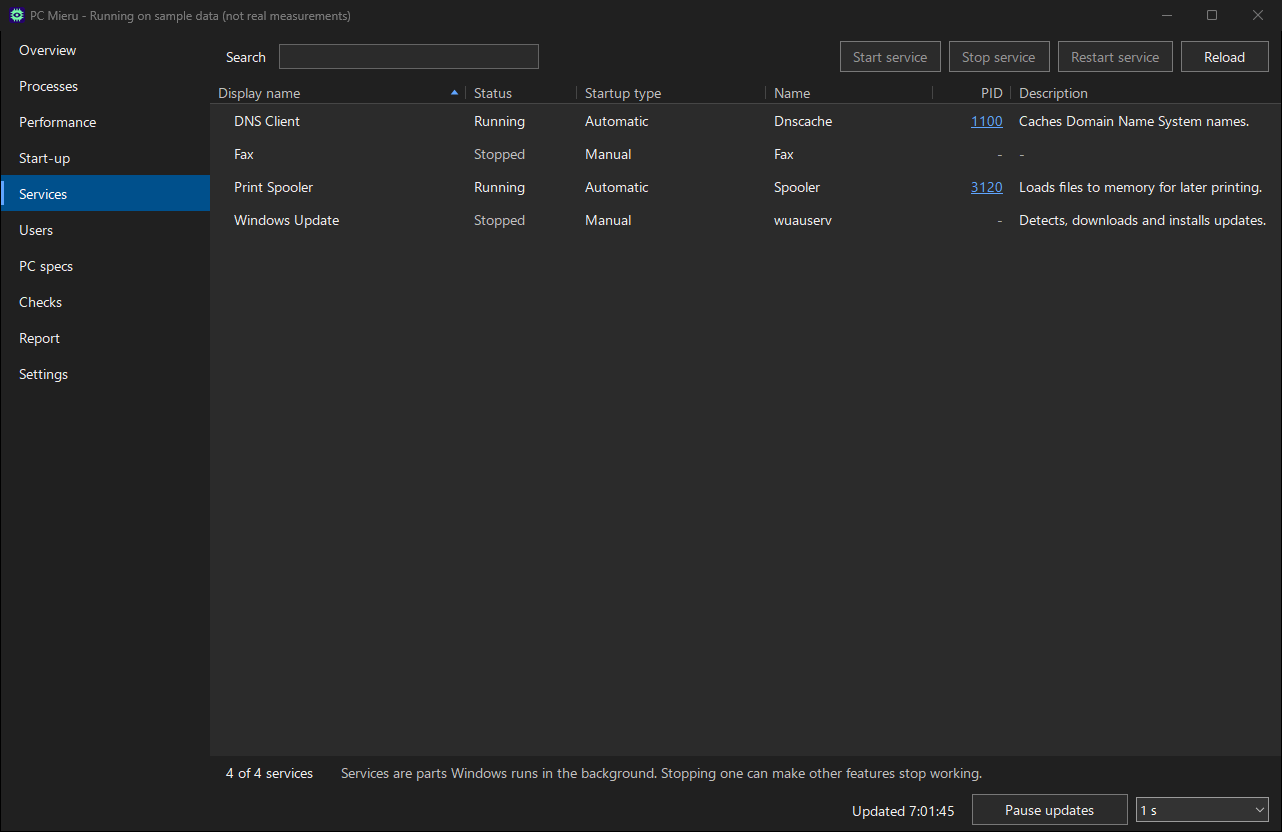 PC Mieru - Running on sample data (not real measurements)
Overview
Processes
Performance
Start-up
Services
Users
PC specs
Checks
Report
Settings
Search
Start service
Stop service
Restart service
Reload
Display name Status Startup type Name PID Description
DNS Client Running Automatic Dnscache 1100 Caches Domain Name System names.
Fax Stopped Manual Fax - -
Print Spooler Running Automatic Spooler 3120 Loads files to memory for later printing.
Windows Update Stopped Manual wuauserv - Detects, downloads and installs updates.
4 of 4 services Services are parts Windows runs in the background. Stopping one can make other features stop working.
Updated 7:01:45 Pause updates 1 s